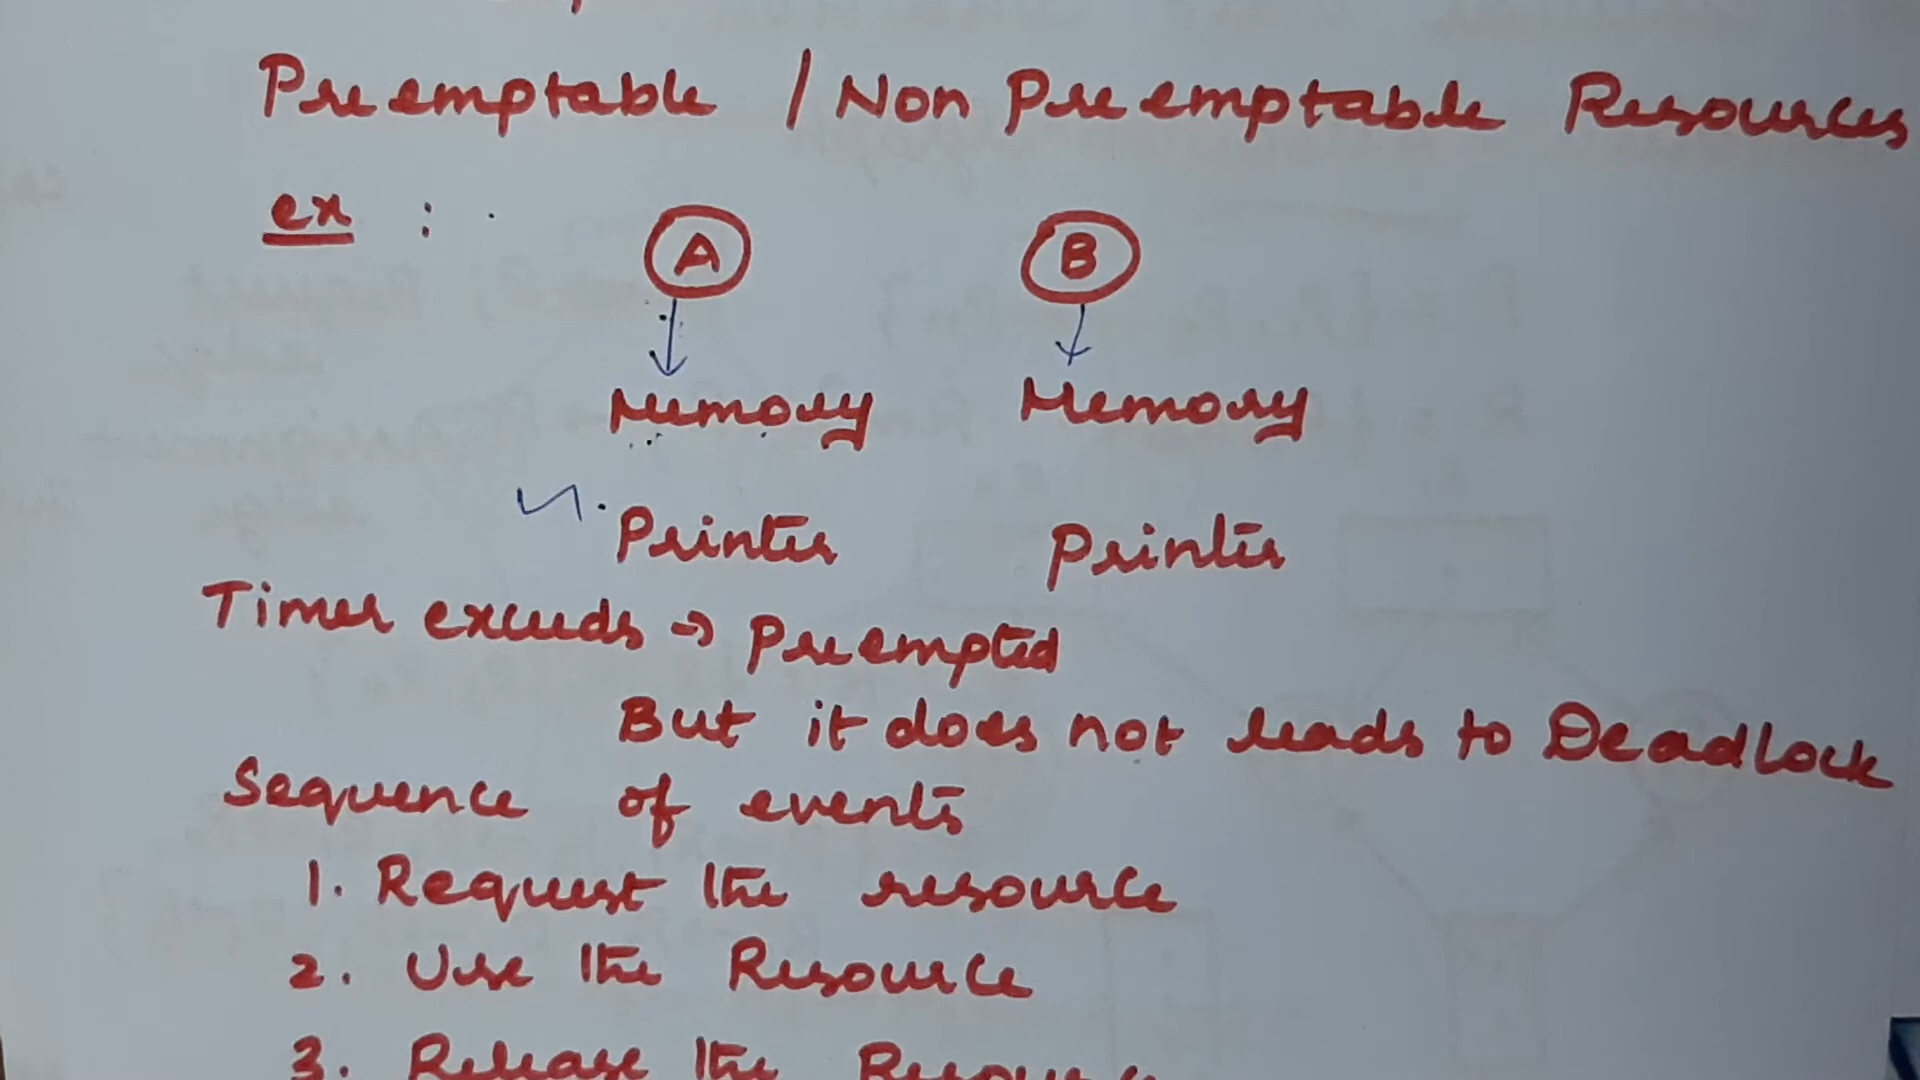 Preemptable / Non Preemptable Resources
ex :
A B
Memory Memory
Printer Printer
Timer exceeds → Preempted
But it does not leads to Deadlock
Sequence of events
1. Request the resource
2. Use the Resource
3. Release the Resource